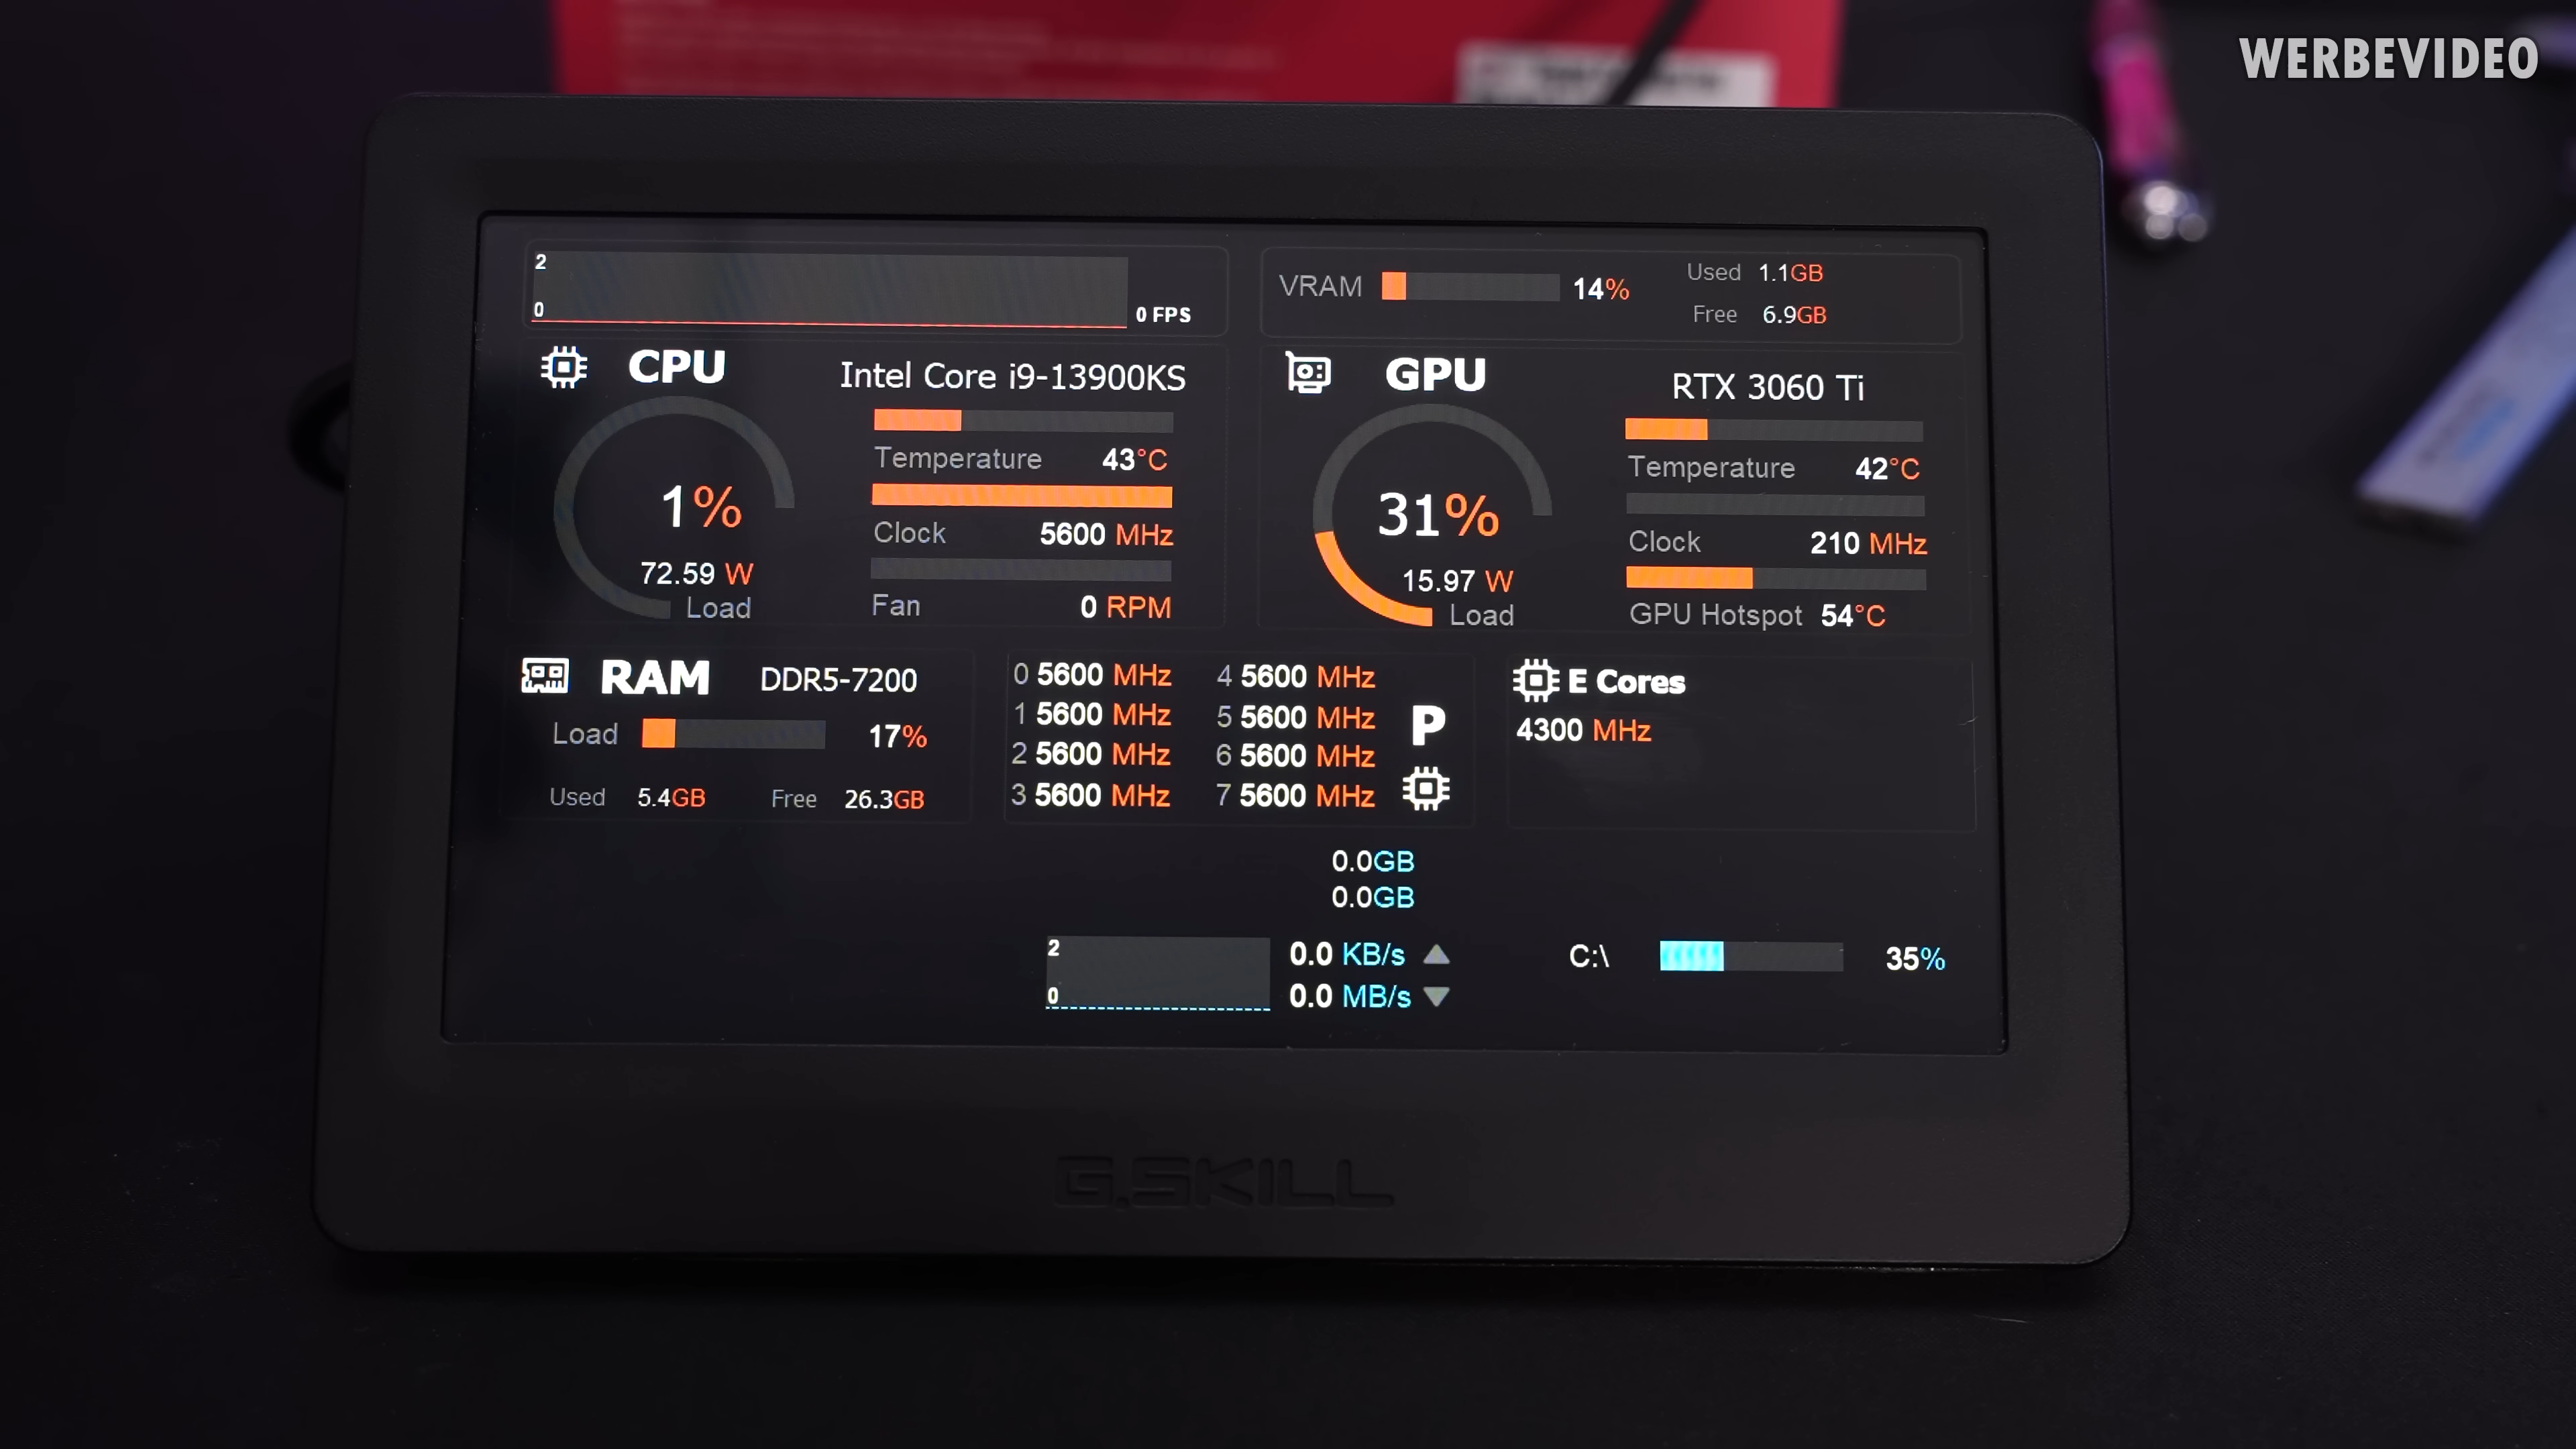 WERBEVIDEO
2
0
0 FPS
VRAM 14% Used 1.1GB
Free 6.9GB
CPU Intel Core i9-13900KS
Temperature 43°C
1%
Clock 5600 MHz
72.59 W
Load
Fan 0 RPM
GPU RTX 3060 Ti
Temperature 42°C
31%
Clock 210 MHz
15.97 W
Load
GPU Hotspot 54°C
RAM DDR5-7200
Load 17%
Used 5.4GB Free 26.3GB
0 5600 MHz 4 5600 MHz
1 5600 MHz 5 5600 MHz
2 5600 MHz 6 5600 MHz
3 5600 MHz 7 5600 MHz
P
E Cores
4300 MHz
0.0GB
0.0GB
2
0
0.0 KB/s
0.0 MB/s
C:\ 35%
G.SKILL